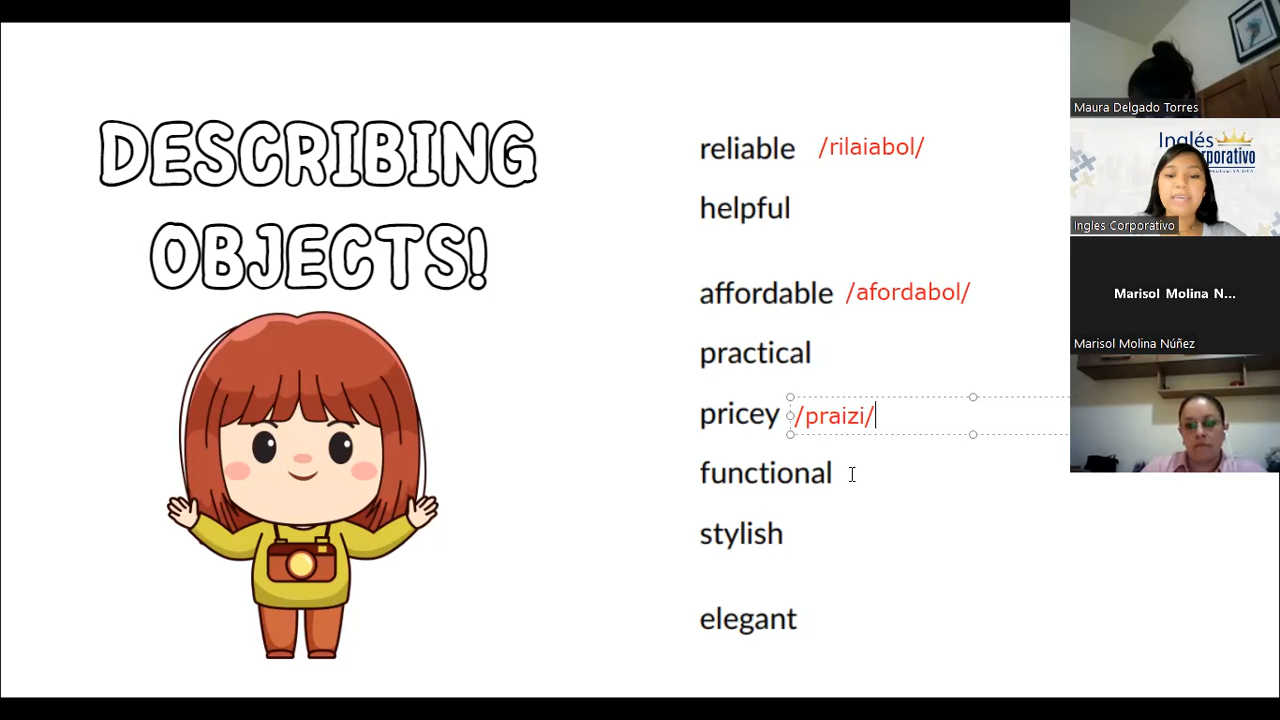 DESCRIBING
OBJECTS!
reliable /rilaiabol/
helpful
affordable /afordabol/
practical
pricey /praizi/
functional
stylish
elegant
Maura Delgado Torres
Inglés
orporativo
Ingles Corporativo
Marisol Molina N...
Marisol Molina Núñez